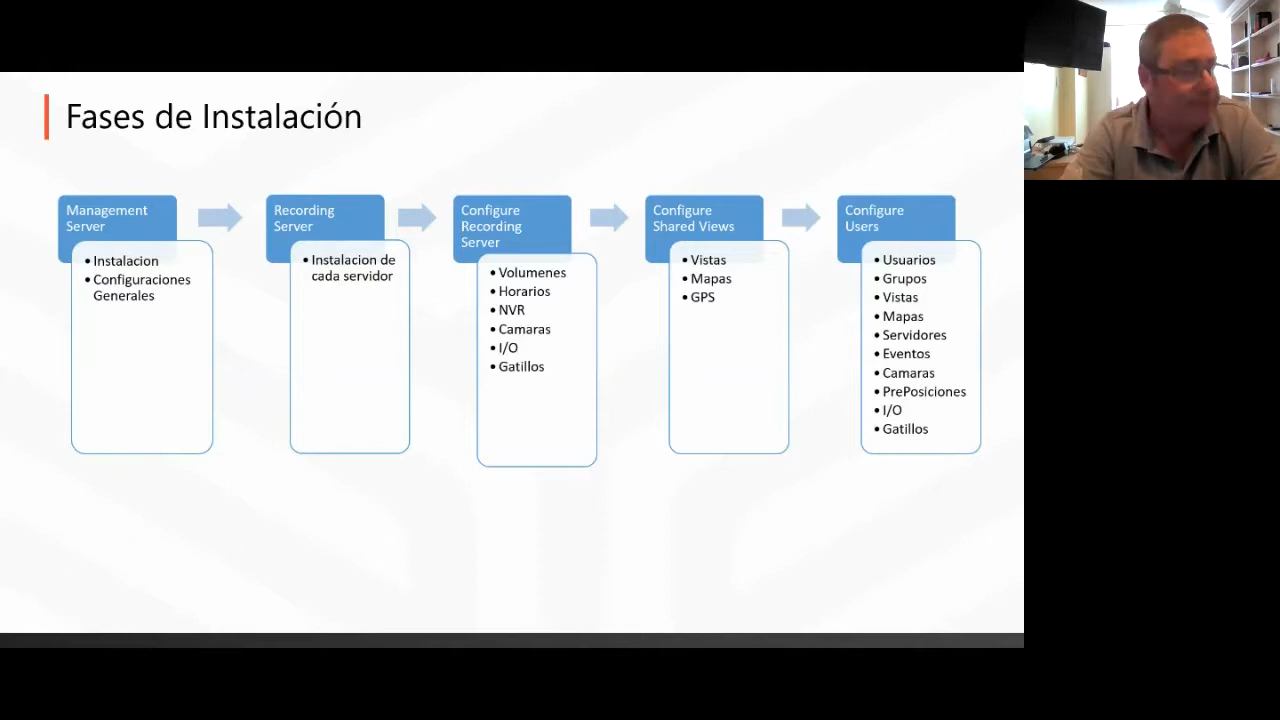 Fases de Instalación
Management
Server
• Instalacion
• Configuraciones
Generales
Recording
Server
• Instalacion de
cada servidor
Configure
Recording
Server
• Volumenes
• Horarios
• NVR
• Camaras
• I/O
• Gatillos
Configure
Shared Views
• Vistas
• Mapas
• GPS
Configure
Users
• Usuarios
• Grupos
• Vistas
• Mapas
• Servidores
• Eventos
• Camaras
• PrePosiciones
• I/O
• Gatillos